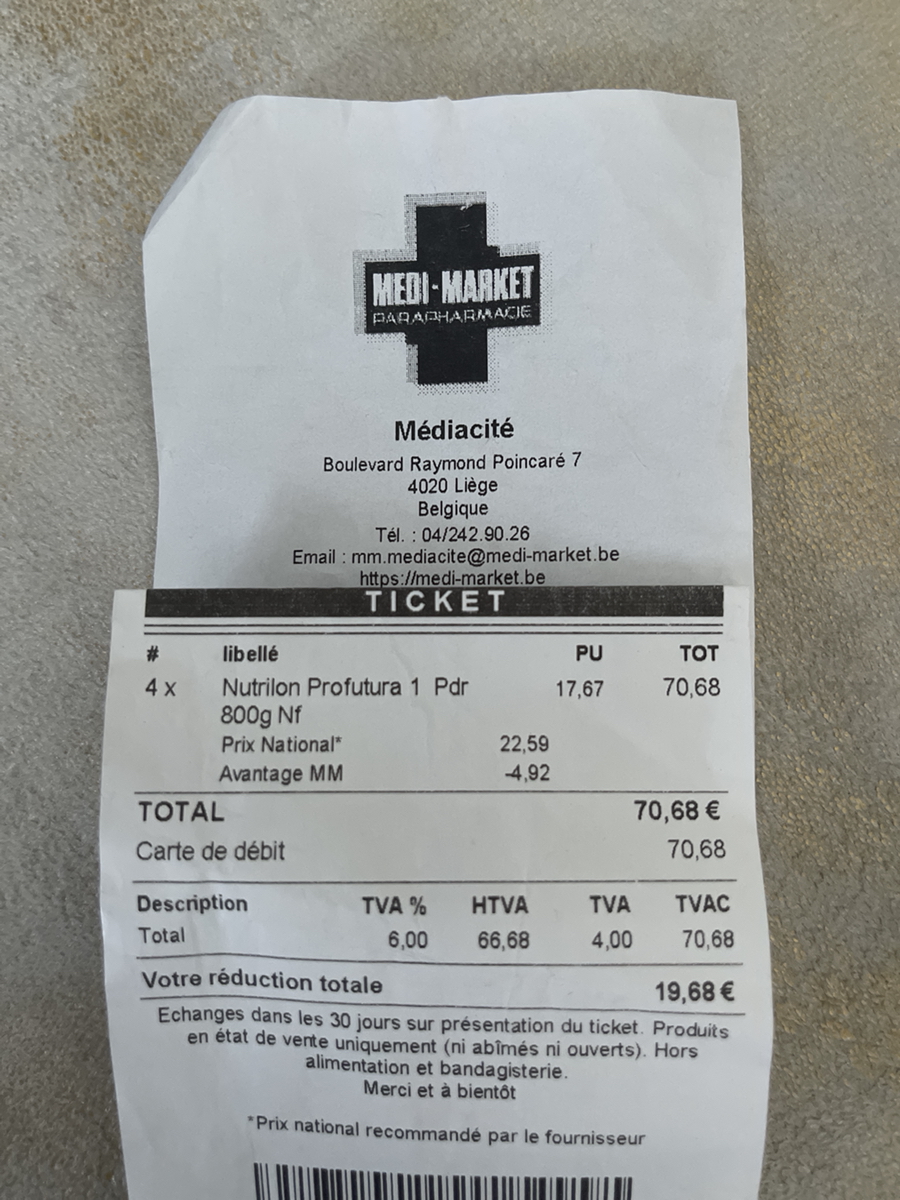 MEDI-MARKET
PARAPHARMACIE
Médiacité
Boulevard Raymond Poincaré 7
4020 Liège
Belgique
Tél. : 04/242.90.26
Email : mm.mediacite@medi-market.be
https://medi-market.be
TICKET
# libellé PU TOT
4 x Nutrilon Profutura 1 Pdr 17,67 70,68
800g Nf
Prix National* 22,59
Avantage MM -4,92
TOTAL 70,68 €
Carte de débit 70,68
Description TVA % HTVA TVA TVAC
Total 6,00 66,68 4,00 70,68
Votre réduction totale 19,68 €
Echanges dans les 30 jours sur présentation du ticket. Produits
en état de vente uniquement (ni abîmés ni ouverts). Hors
alimentation et bandagisterie.
Merci et à bientôt
*Prix national recommandé par le fournisseur